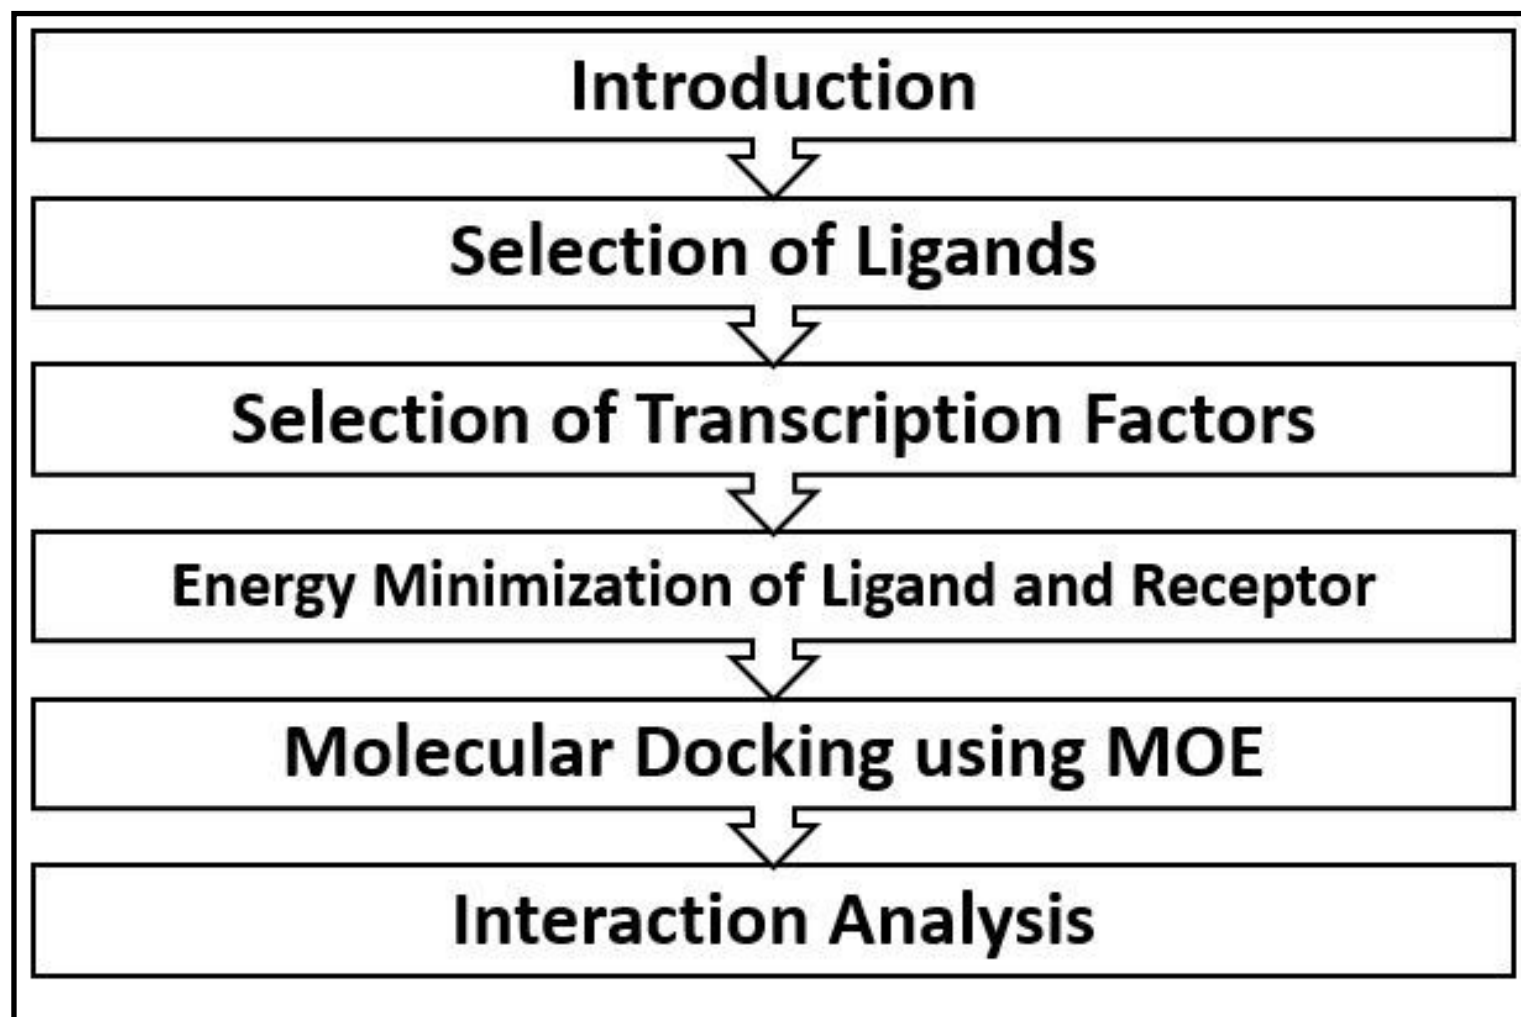 Introduction
Selection of Ligands
Selection of Transcription Factors
Energy Minimization of Ligand and Receptor
Molecular Docking using MOE
Interaction Analysis